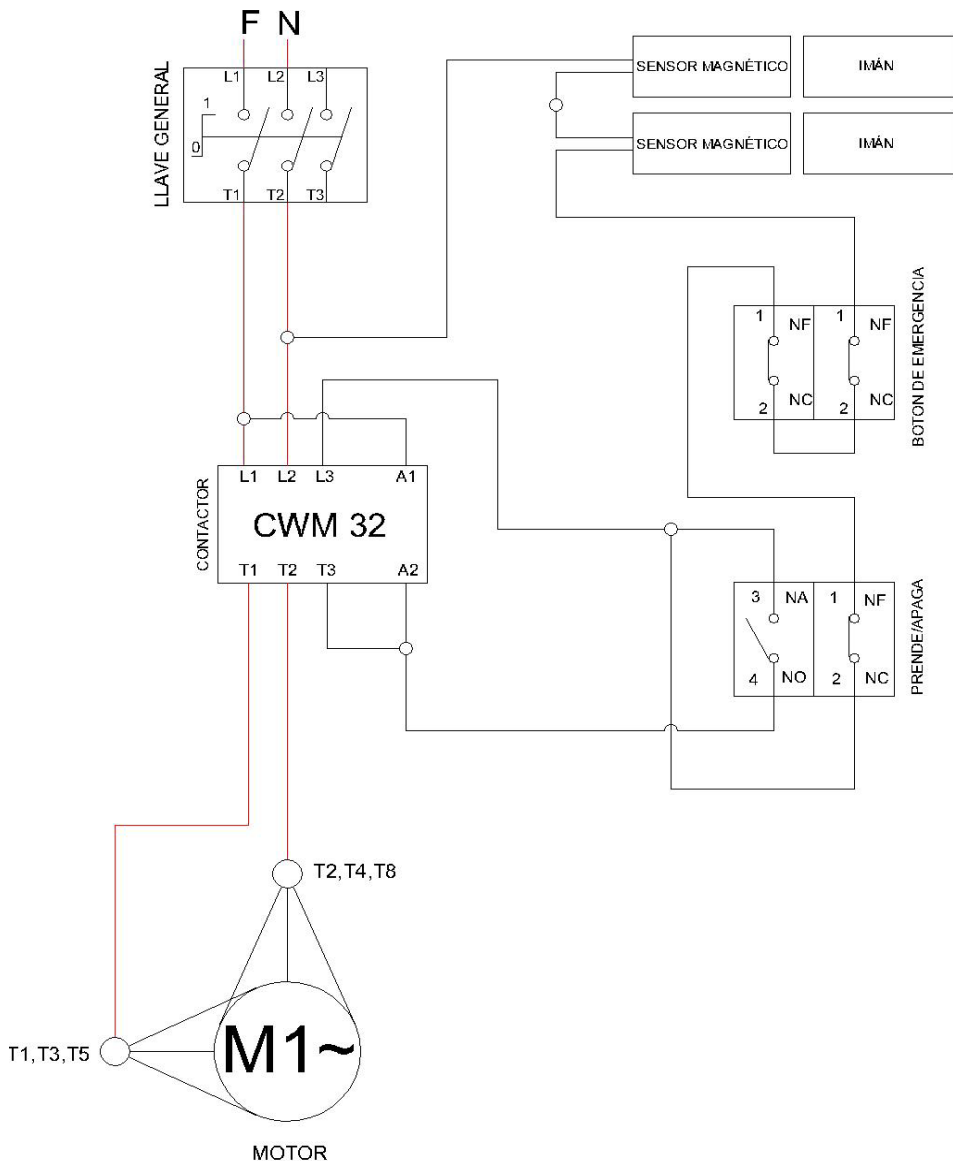 F N
L1 L2 L3
1
0
T1 T2 T3
LLAVE GENERAL
SENSOR MAGNÉTICO IMÁN
SENSOR MAGNÉTICO IMÁN
1 NF 1 NF
2 NC 2 NC
BOTON DE EMERGENCIA
L1 L2 L3 A1
CWM 32
T1 T2 T3 A2
CONTACTOR
3 NA 1 NF
4 NO 2 NC
PRENDE/APAGA
T2,T4,T8
T1,T3,T5
M1~
MOTOR